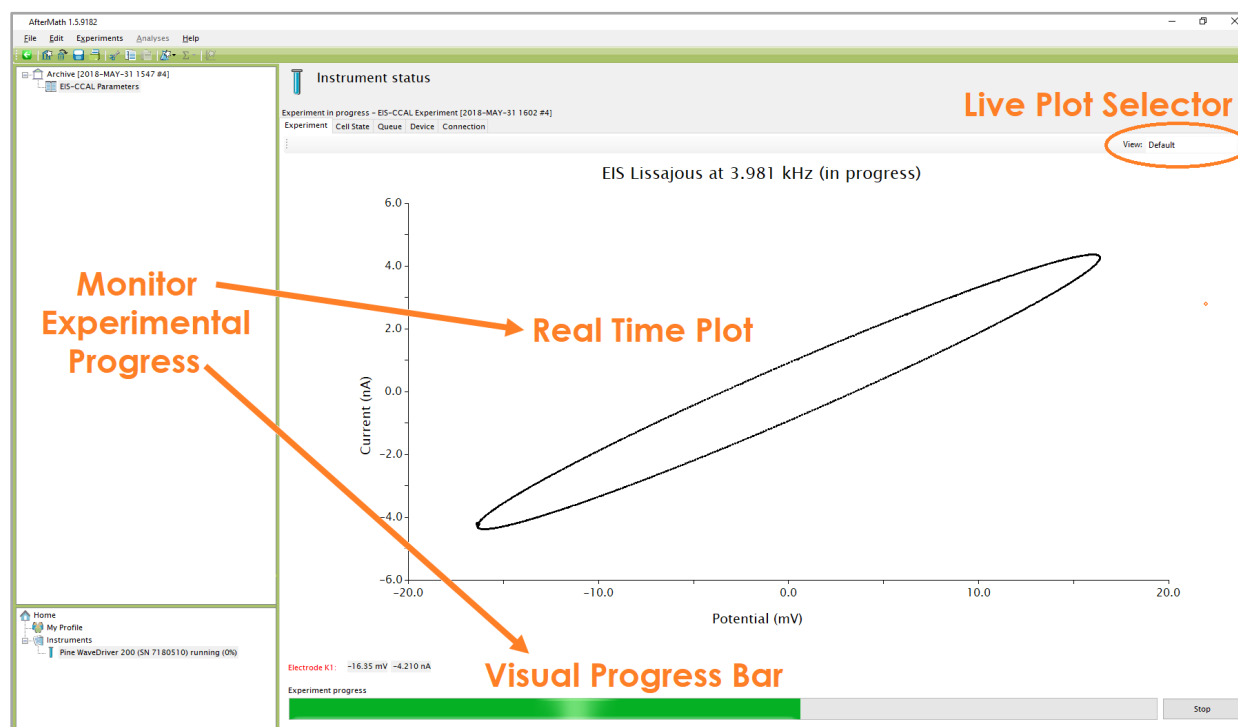 AfterMath 1.5.9182
File Edit Experiments Analyses Help
Archive [2018-MAY-31 1547 #4]
EIS-CCAL Parameters
Instrument status
Experiment in progress - EIS-CCAL Experiment [2018-MAY-31 1602 #4]
Experiment Cell State Queue Device Connection
Live Plot Selector
View: Default
EIS Lissajous at 3.981 kHz (in progress)
6.0
4.0
2.0
0.0
-2.0
-4.0
-6.0
Current (nA)
-20.0 -10.0 0.0 10.0 20.0
Potential (mV)
Monitor
Experimental
Progress
Real Time Plot
Visual Progress Bar
Home
My Profile
Instruments
Pine WaveDriver 200 (SN 7180510) running (0%)
Electrode K1: -16.35 mV -4.210 nA
Experiment progress
Stop